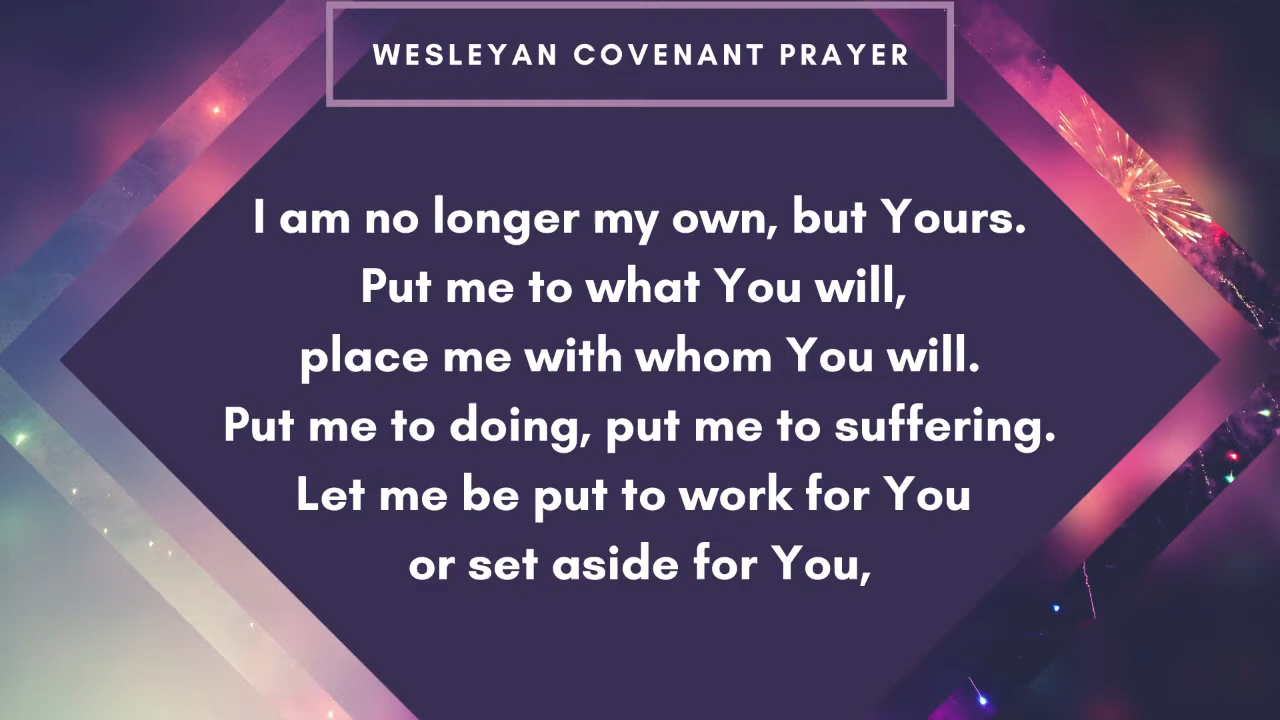 WESLEYAN COVENANT PRAYER
I am no longer my own, but Yours.
Put me to what You will,
place me with whom You will.
Put me to doing, put me to suffering.
Let me be put to work for You
or set aside for You,